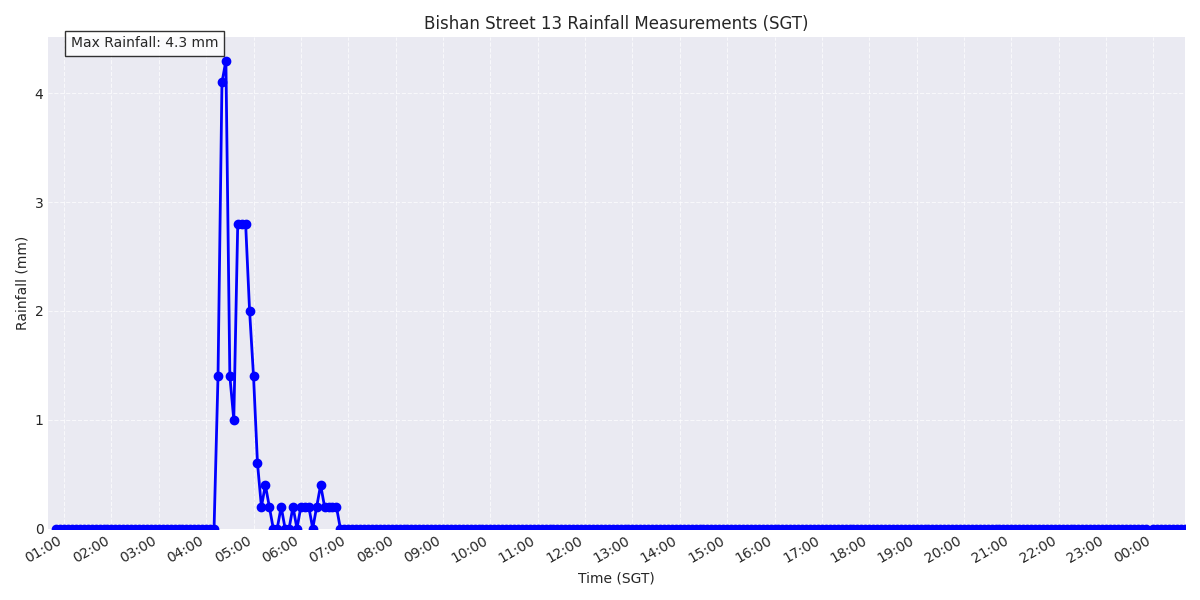 Bishan Street 13 Rainfall Measurements (SGT)
Max Rainfall: 4.3 mm
Rainfall (mm)
4
3
2
1
0
01:00 02:00 03:00 04:00 05:00 06:00 07:00 08:00 09:00 10:00 11:00 12:00 13:00 14:00 15:00 16:00 17:00 18:00 19:00 20:00 21:00 22:00 23:00 00:00
Time (SGT)